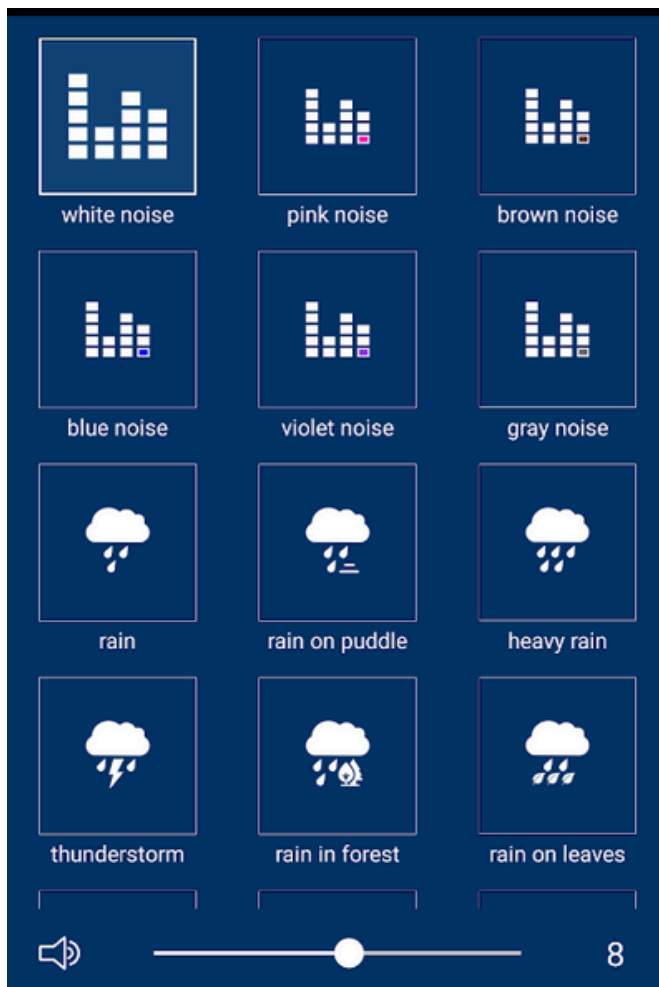 white noise
pink noise
brown noise
blue noise
violet noise
gray noise
rain
rain on puddle
heavy rain
thunderstorm
rain in forest
rain on leaves
8